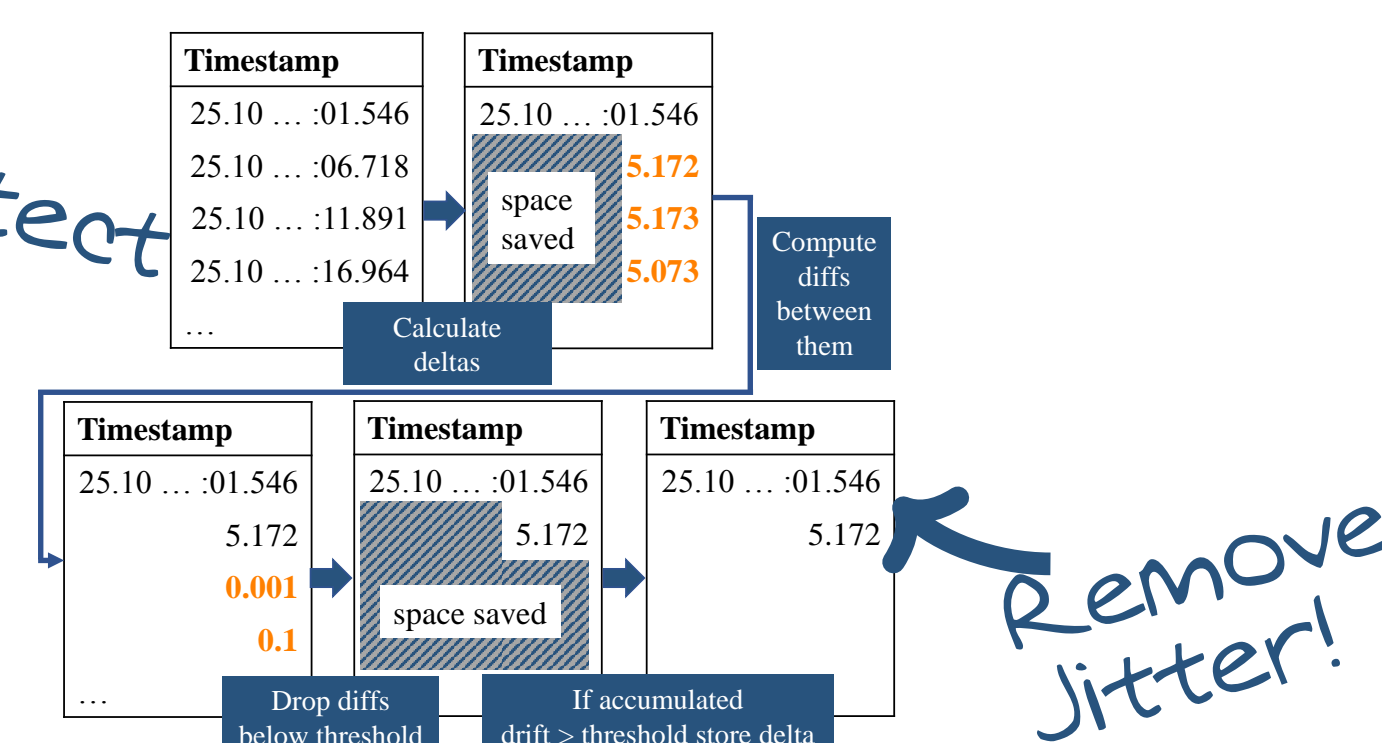 Timestamp
25.10 … :01.546
25.10 … :06.718
25.10 … :11.891
25.10 … :16.964
…
Calculate
deltas
Timestamp
25.10 … :01.546
5.172
5.173
5.073
space
saved
Compute
diffs
between
them
Timestamp
25.10 … :01.546
5.172
0.001
0.1
…
Drop diffs
below threshold
Timestamp
25.10 … :01.546
5.172
space saved
If accumulated
drift > threshold store delta
Timestamp
25.10 … :01.546
5.172
Remove
Jitter!